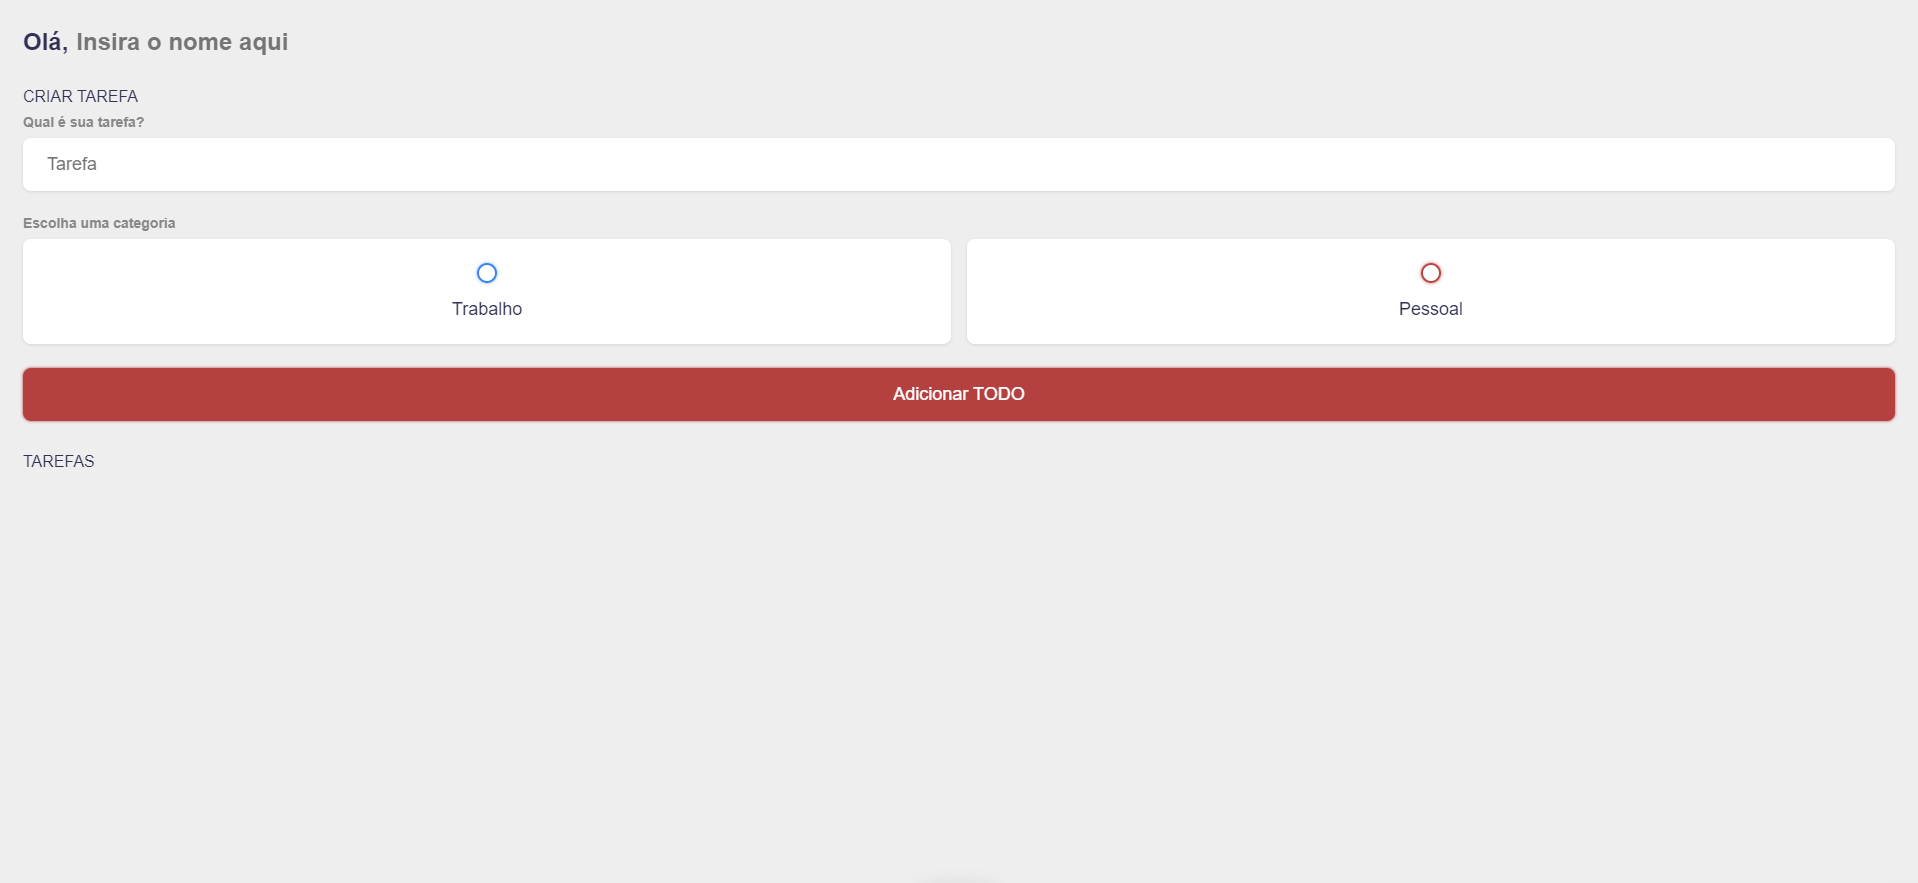 Olá, Insira o nome aqui
CRIAR TAREFA
Qual é sua tarefa?
Tarefa
Escolha uma categoria
Trabalho
Pessoal
Adicionar TODO
TAREFAS